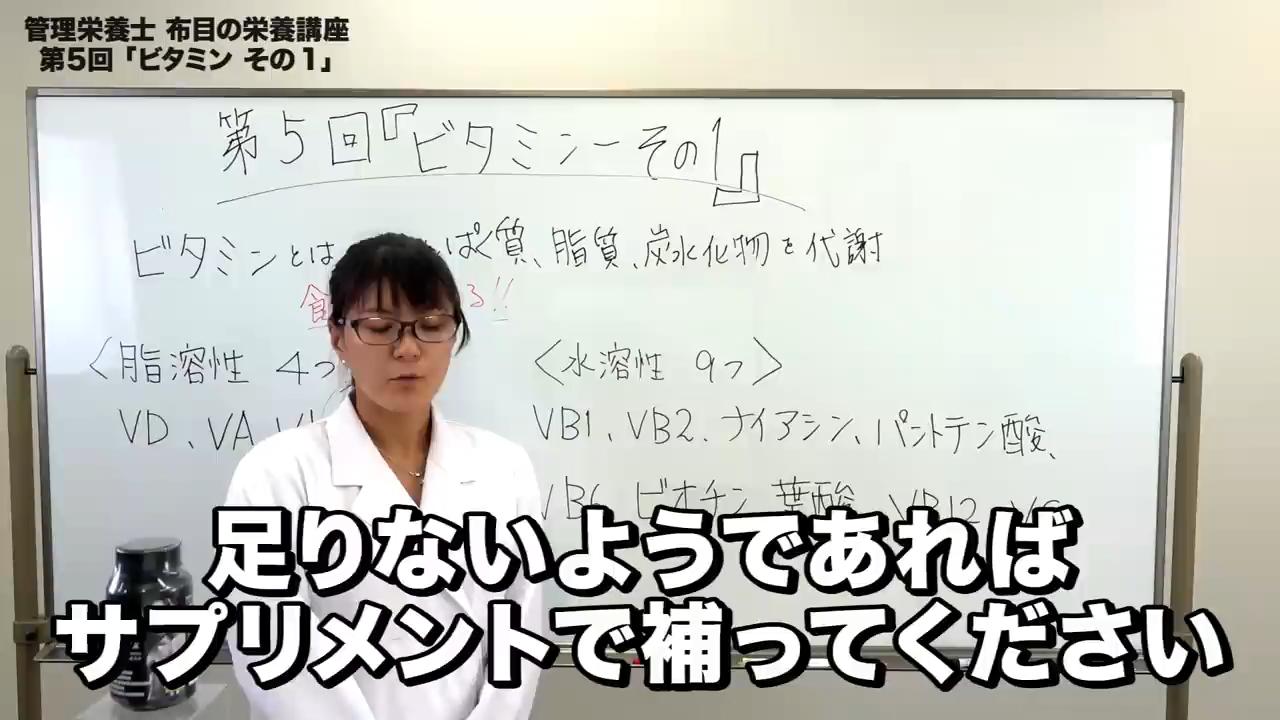 管理栄養士 布目の栄養講座
第5回「ビタミン その1」
第5回『ビタミンーその1』
ビタミンとは ぱく質、脂質、炭水化物を代謝
食 る!!
〈脂溶性 4つ
〈水溶性 9つ〉
VD、VA、V
VB1、VB2、ナイアシン、パントテン酸、
VB6 ビオチン 葉酸、VB12
足りないようであれば
サプリメントで補ってください